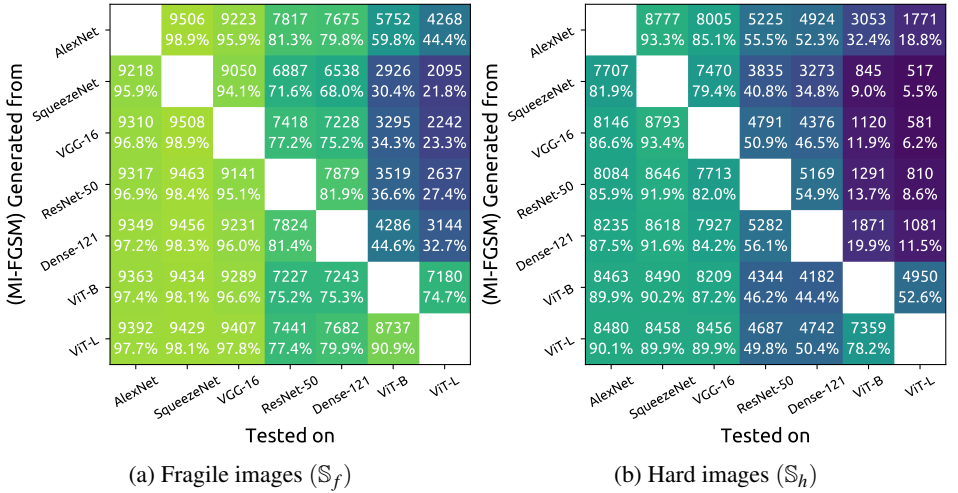 (MI-FGSM) Generated from
AlexNet
9506 9223 7817 7675 5752 4268
98.9% 95.9% 81.3% 79.8% 59.8% 44.4%
SqueezeNet
9218 9050 6887 6538 2926 2095
95.9% 94.1% 71.6% 68.0% 30.4% 21.8%
VGG-16
9310 9508 7418 7228 3295 2242
96.8% 98.9% 77.2% 75.2% 34.3% 23.3%
ResNet-50
9317 9463 9141 7879 3519 2637
96.9% 98.4% 95.1% 81.9% 36.6% 27.4%
Dense-121
9349 9456 9231 7824 4286 3144
97.2% 98.3% 96.0% 81.4% 44.6% 32.7%
ViT-B
9363 9434 9289 7227 7243 7180
97.4% 98.1% 96.6% 75.2% 75.3% 74.7%
ViT-L
9392 9429 9407 7441 7682 8737
97.7% 98.1% 97.8% 77.4% 79.9% 90.9%
AlexNet SqueezeNet VGG-16 ResNet-50 Dense-121 ViT-B ViT-L
Tested on
(a) Fragile images (𝕊f)
(MI-FGSM) Generated from
AlexNet
8777 8005 5225 4924 3053 1771
93.3% 85.1% 55.5% 52.3% 32.4% 18.8%
SqueezeNet
7707 7470 3835 3273 845 517
81.9% 79.4% 40.8% 34.8% 9.0% 5.5%
VGG-16
8146 8793 4791 4376 1120 581
86.6% 93.4% 50.9% 46.5% 11.9% 6.2%
ResNet-50
8084 8646 7713 5169 1291 810
85.9% 91.9% 82.0% 54.9% 13.7% 8.6%
Dense-121
8235 8618 7927 5282 1871 1081
87.5% 91.6% 84.2% 56.1% 19.9% 11.5%
ViT-B
8463 8490 8209 4344 4182 4950
89.9% 90.2% 87.2% 46.2% 44.4% 52.6%
ViT-L
8480 8458 8456 4687 4742 7359
90.1% 89.9% 89.9% 49.8% 50.4% 78.2%
AlexNet SqueezeNet VGG-16 ResNet-50 Dense-121 ViT-B ViT-L
Tested on
(b) Hard images (𝕊h)